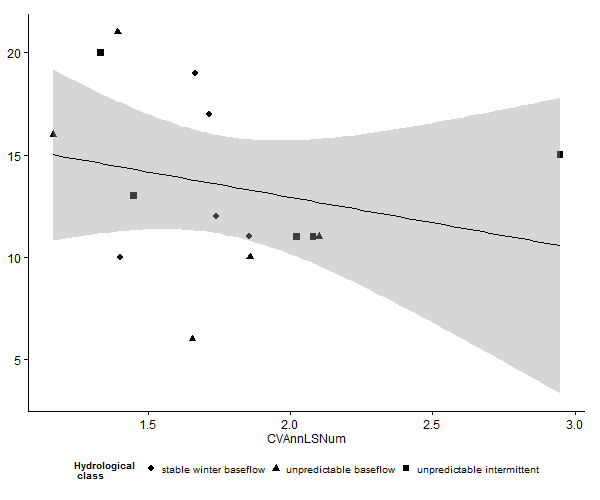 20
15
10
5
1.5 2.0 2.5 3.0
CVAnnLSNum
Hydrological
class
stable winter baseflow unpredictable baseflow unpredictable intermittent